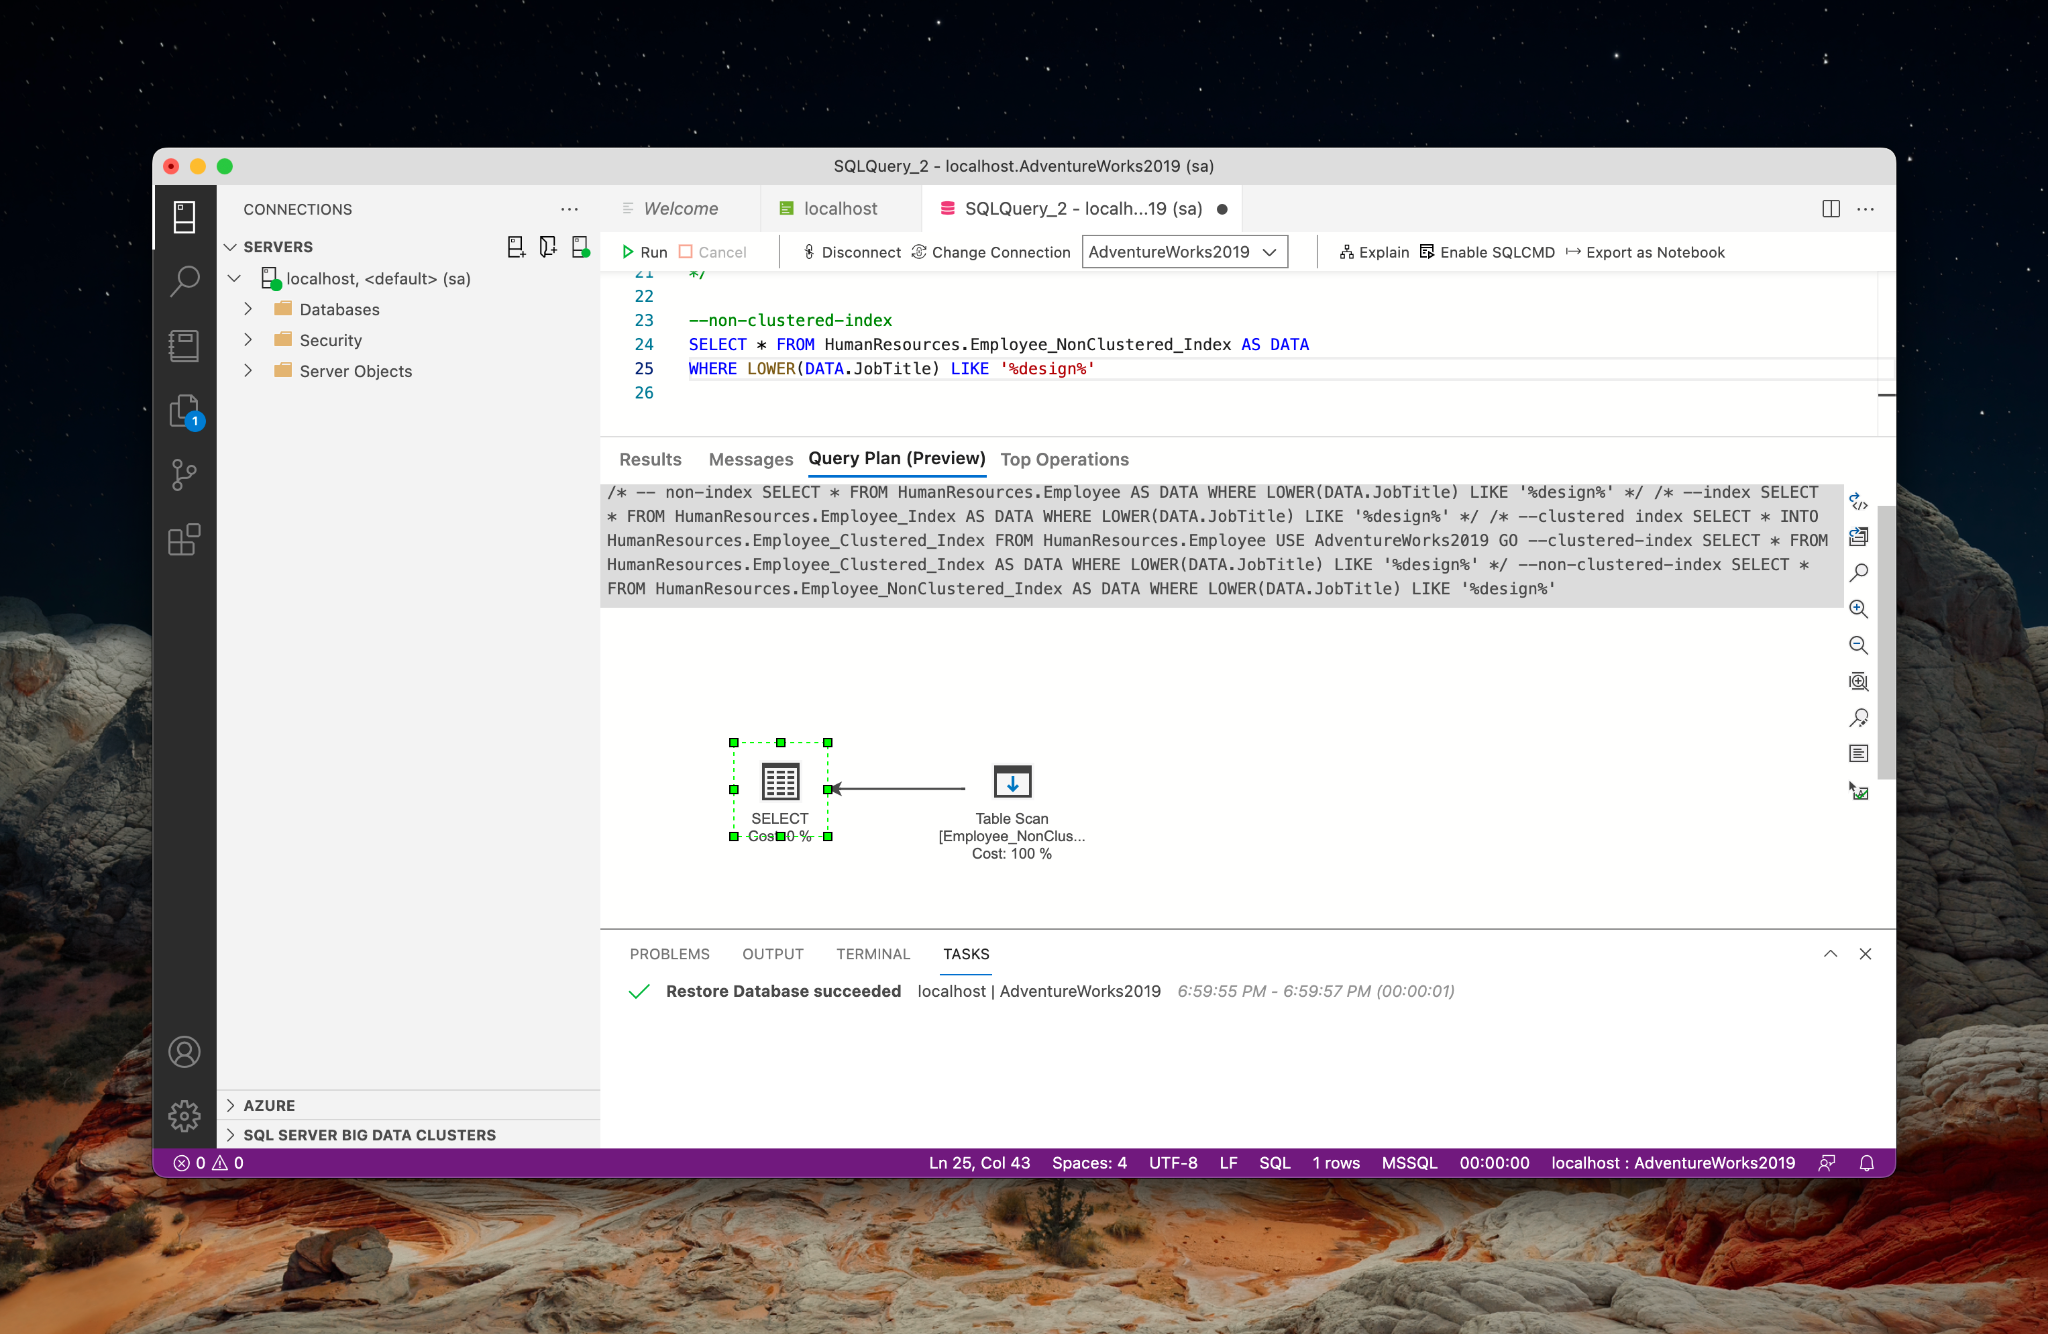 SQLQuery_2 - localhost.AdventureWorks2019 (sa)
CONNECTIONS
SERVERS
localhost, <default> (sa)
Databases
Security
Server Objects
1
AZURE
SQL SERVER BIG DATA CLUSTERS
Welcome
localhost
SQLQuery_2 - localh...19 (sa)
Run
Cancel
Disconnect
Change Connection
AdventureWorks2019
Explain
Enable SQLCMD
Export as Notebook
21 */
22
23 --non-clustered-index
24 SELECT * FROM HumanResources.Employee_NonClustered_Index AS DATA
25 WHERE LOWER(DATA.JobTitle) LIKE '%design%'
26
Results Messages Query Plan (Preview) Top Operations
/* -- non-index SELECT * FROM HumanResources.Employee AS DATA WHERE LOWER(DATA.JobTitle) LIKE '%design%' */ /* --index SELECT
* FROM HumanResources.Employee_Index AS DATA WHERE LOWER(DATA.JobTitle) LIKE '%design%' */ /* --clustered index SELECT * INTO
HumanResources.Employee_Clustered_Index FROM HumanResources.Employee USE AdventureWorks2019 GO --clustered-index SELECT * FROM
HumanResources.Employee_Clustered_Index AS DATA WHERE LOWER(DATA.JobTitle) LIKE '%design%' */ --non-clustered-index SELECT *
FROM HumanResources.Employee_NonClustered_Index AS DATA WHERE LOWER(DATA.JobTitle) LIKE '%design%'
SELECT
Cost: 0 %
Table Scan
[Employee_NonClus...
Cost: 100 %
PROBLEMS OUTPUT TERMINAL TASKS
Restore Database succeeded localhost | AdventureWorks2019 6:59:55 PM - 6:59:57 PM (00:00:01)
0 0
Ln 25, Col 43 Spaces: 4 UTF-8 LF SQL 1 rows MSSQL 00:00:00 localhost : AdventureWorks2019